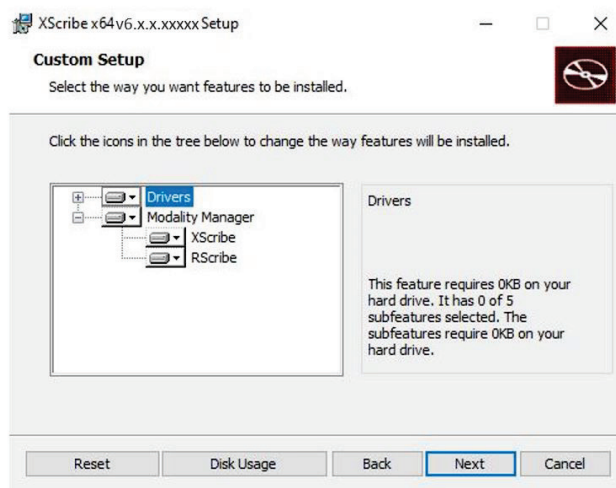 XScribe x64 v6.x.x.xxxxx Setup
Custom Setup
Select the way you want features to be installed.
Click the icons in the tree below to change the way features will be installed.
Drivers
Modality Manager
XScribe
RScribe
Drivers
This feature requires 0KB on your
hard drive. It has 0 of 5
subfeatures selected. The
subfeatures require 0KB on your
hard drive.
Reset
Disk Usage
Back
Next
Cancel